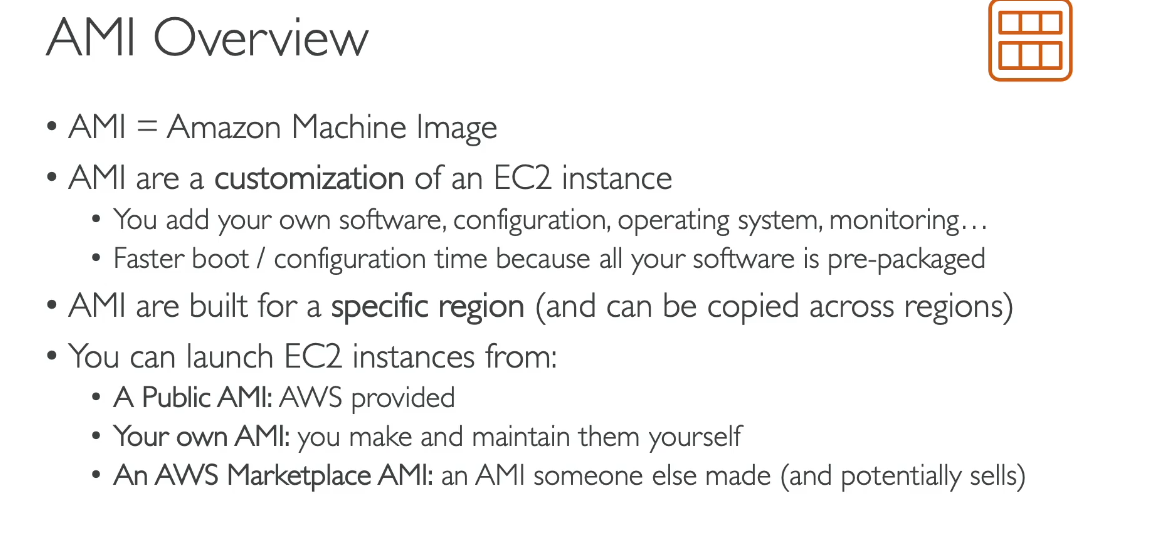 AMI Overview
• AMI = Amazon Machine Image
• AMI are a customization of an EC2 instance
• You add your own software, configuration, operating system, monitoring…
• Faster boot / configuration time because all your software is pre-packaged
• AMI are built for a specific region (and can be copied across regions)
• You can launch EC2 instances from:
• A Public AMI: AWS provided
• Your own AMI: you make and maintain them yourself
• An AWS Marketplace AMI: an AMI someone else made (and potentially sells)